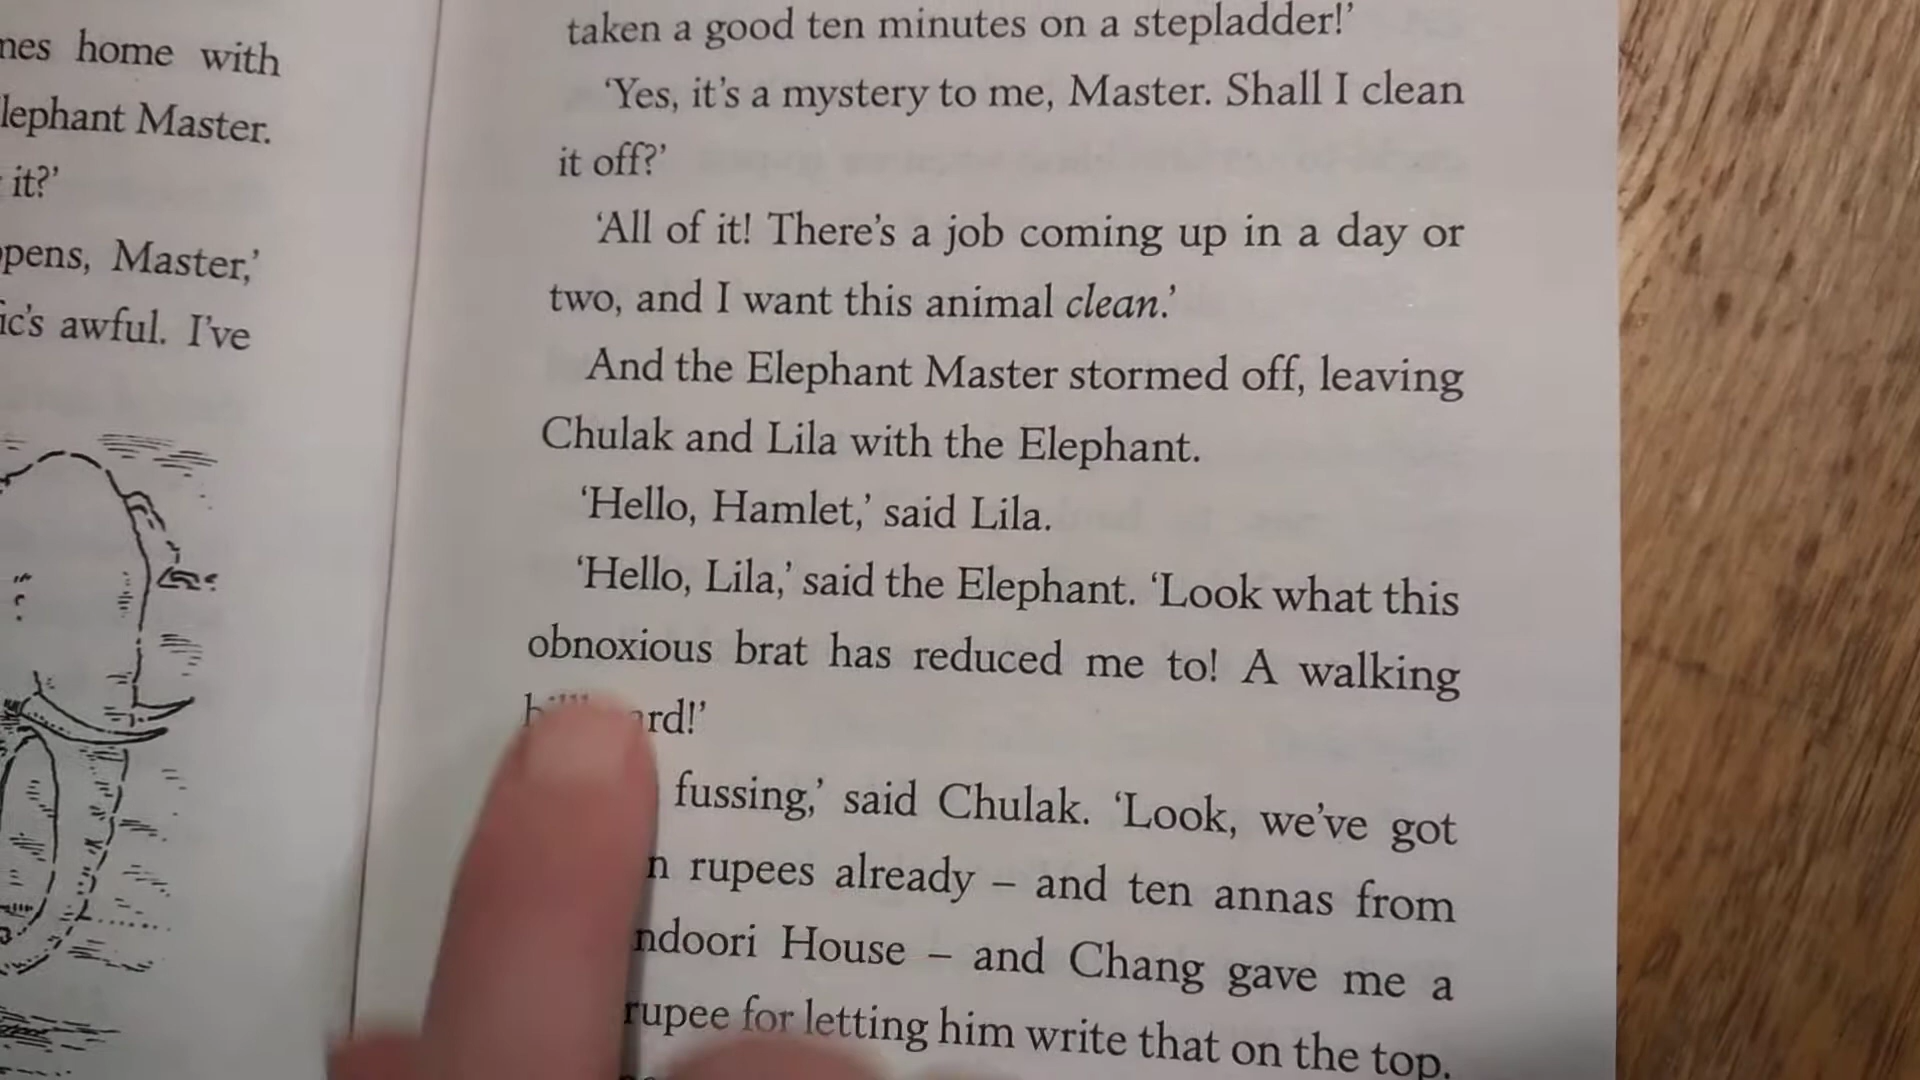 mes home with
lephant Master.
it?'
pens, Master,'
ic's awful. I've
taken a good ten minutes on a stepladder!'
'Yes, it's a mystery to me, Master. Shall I clean
it off?'
'All of it! There's a job coming up in a day or
two, and I want this animal clean.'
And the Elephant Master stormed off, leaving
Chulak and Lila with the Elephant.
'Hello, Hamlet,' said Lila.
'Hello, Lila,' said the Elephant. 'Look what this
obnoxious brat has reduced me to! A walking
ard!'
fussing,' said Chulak. 'Look, we've got
n rupees already – and ten annas from
ndoori House – and Chang gave me a
rupee for letting him write that on the top.